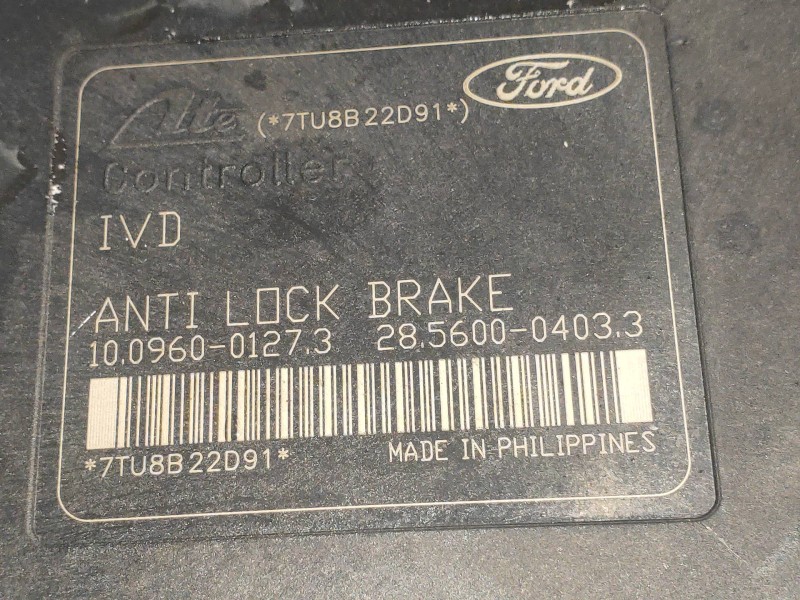 Ate (*7TU8B22D91*) Ford
Controller
IVD
ANTI LOCK BRAKE
10.0960-0127.3 28.5600-0403.3
*7TU8B22D91* MADE IN PHILIPPINES